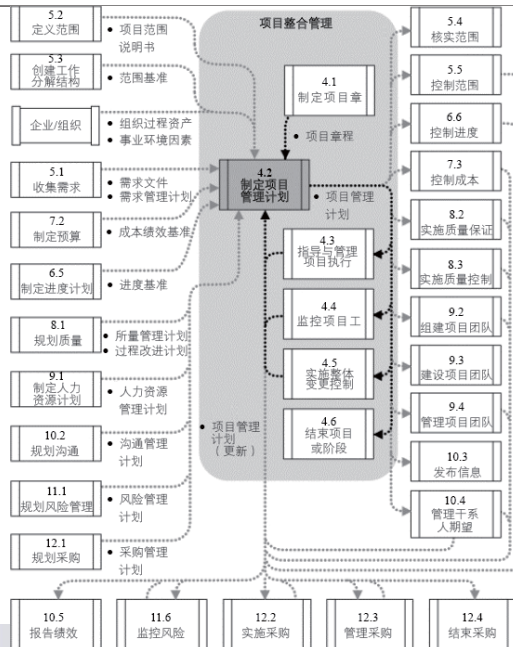 项目整合管理
5.2
定义范围
• 项目范围
说明书
5.3
创建工作
分解结构
• 范围基准
企业/组织
• 组织过程资产
• 事业环境因素
5.1
收集需求
• 需求文件
• 需求管理计划
7.2
制定预算
• 成本绩效基准
6.5
制定进度计划
• 进度基准
8.1
规划质量
• 所量管理计划
• 过程改进计划
9.1
制定人力
资源计划
• 人力资源
管理计划
10.2
规划沟通
• 沟通管理
计划
11.1
规划风险管理
• 风险管理
计划
12.1
规划采购
• 采购管理
计划
4.1
制定项目章
• 项目章程
4.2
制定项目
管理计划
• 项目管理
计划
4.3
指导与管理
项目执行
4.4
监控项目工
4.5
实施整体
变更控制
4.6
结束项目
或阶段
• 项目管理
计划
（更新）
5.4
核实范围
5.5
控制范围
6.6
控制进度
7.3
控制成本
8.2
实施质量保证
8.3
实施质量控制
9.2
组建项目团队
9.3
建设项目团队
9.4
管理项目团队
10.3
发布信息
10.4
管理干系
人期望
10.5
报告绩效
11.6
监控风险
12.2
实施采购
12.3
管理采购
12.4
结束采购